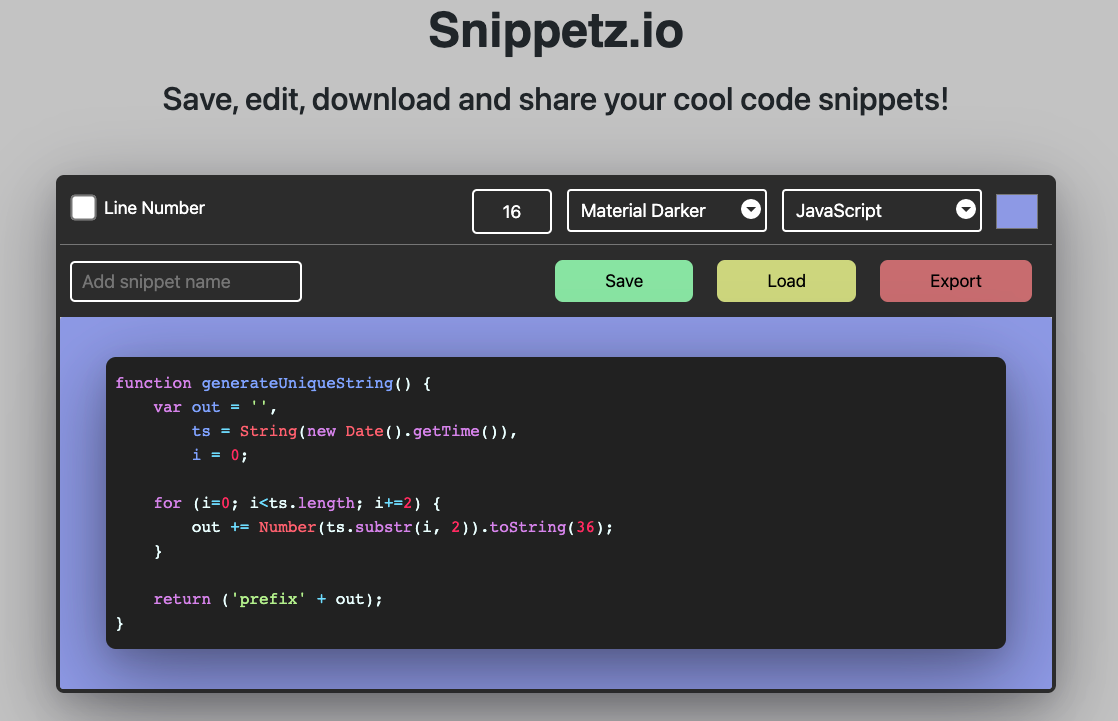 Snippetz.io
Save, edit, download and share your cool code snippets!
Line Number 16 Material Darker JavaScript
Add snippet name Save Load Export
function generateUniqueString() {
    var out = '',
        ts = String(new Date().getTime()),
        i = 0;

    for (i=0; i<ts.length; i+=2) {
        out += Number(ts.substr(i, 2)).toString(36);
    }

    return ('prefix' + out);
}